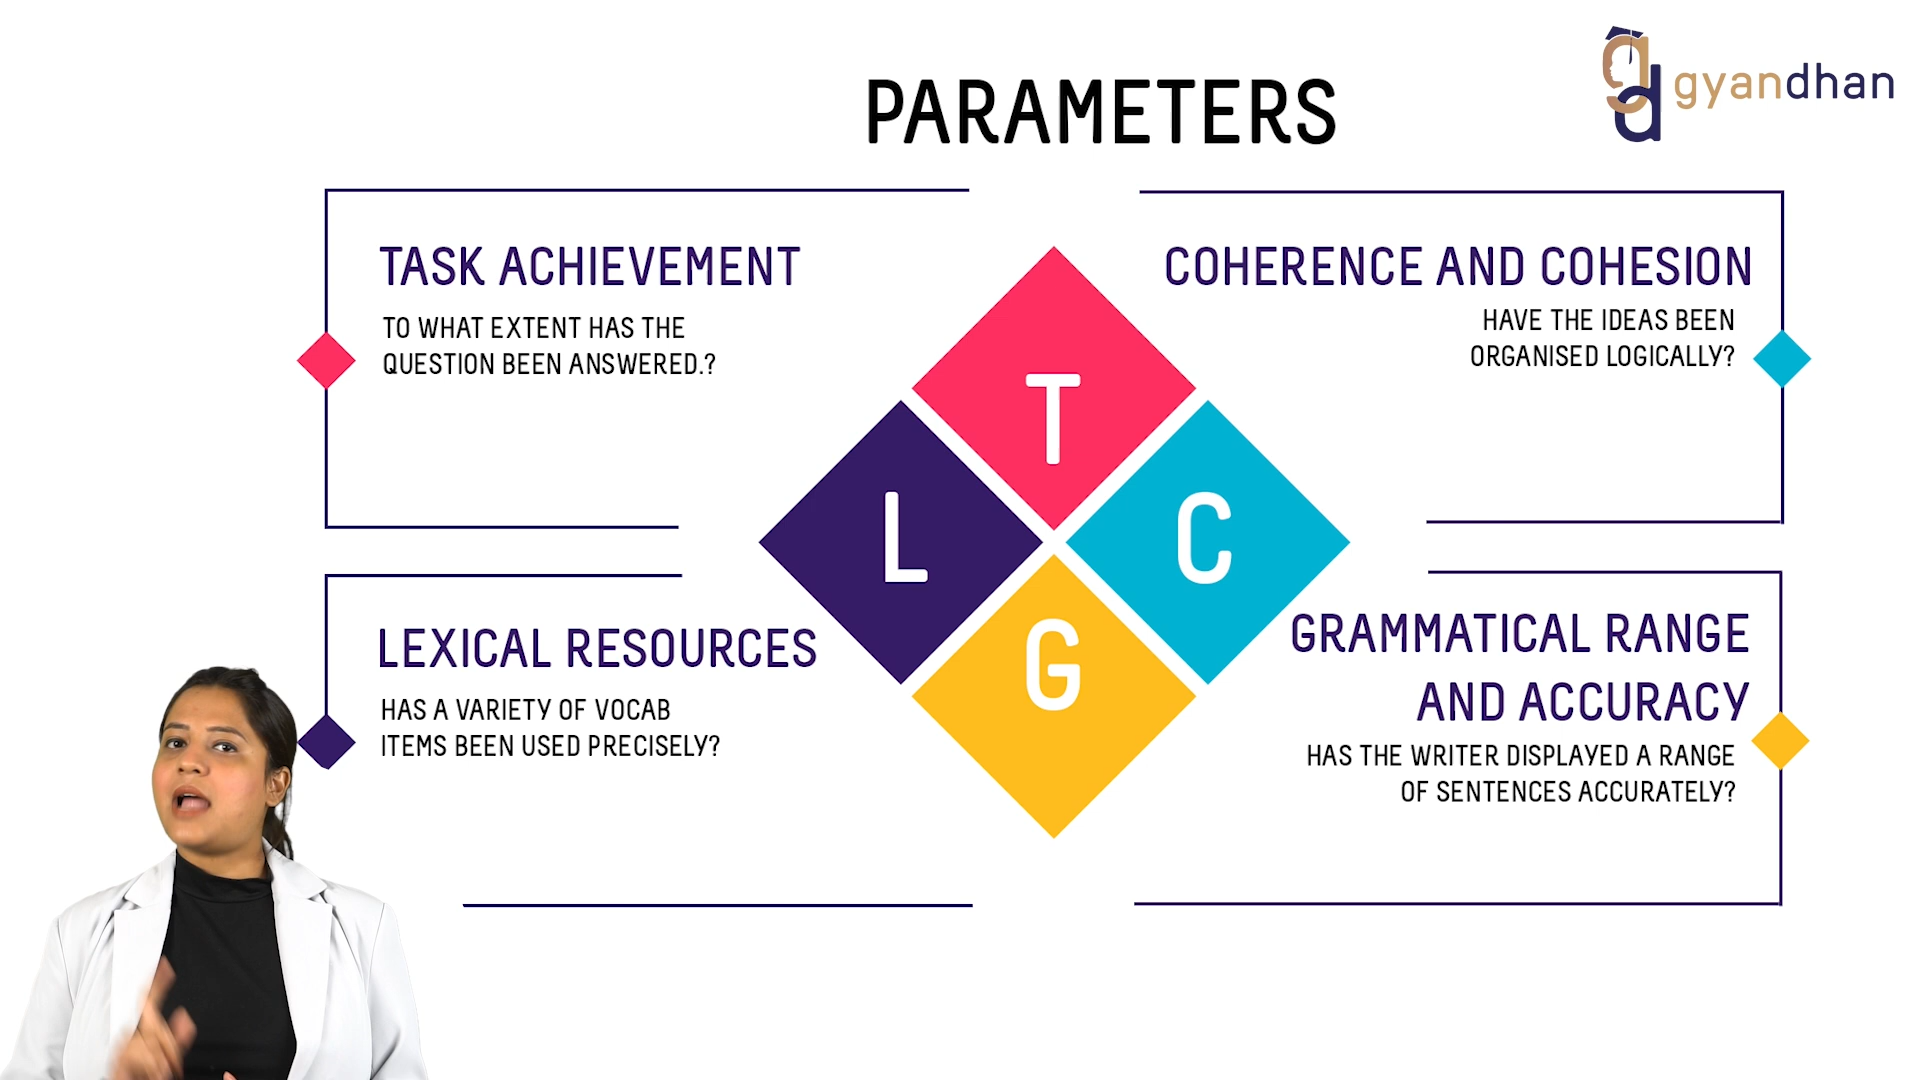 PARAMETERS
gyandhan
TASK ACHIEVEMENT
TO WHAT EXTENT HAS THE
QUESTION BEEN ANSWERED.?
COHERENCE AND COHESION
HAVE THE IDEAS BEEN
ORGANISED LOGICALLY?
T
L
C
G
LEXICAL RESOURCES
HAS A VARIETY OF VOCAB
ITEMS BEEN USED PRECISELY?
GRAMMATICAL RANGE
AND ACCURACY
HAS THE WRITER DISPLAYED A RANGE
OF SENTENCES ACCURATELY?